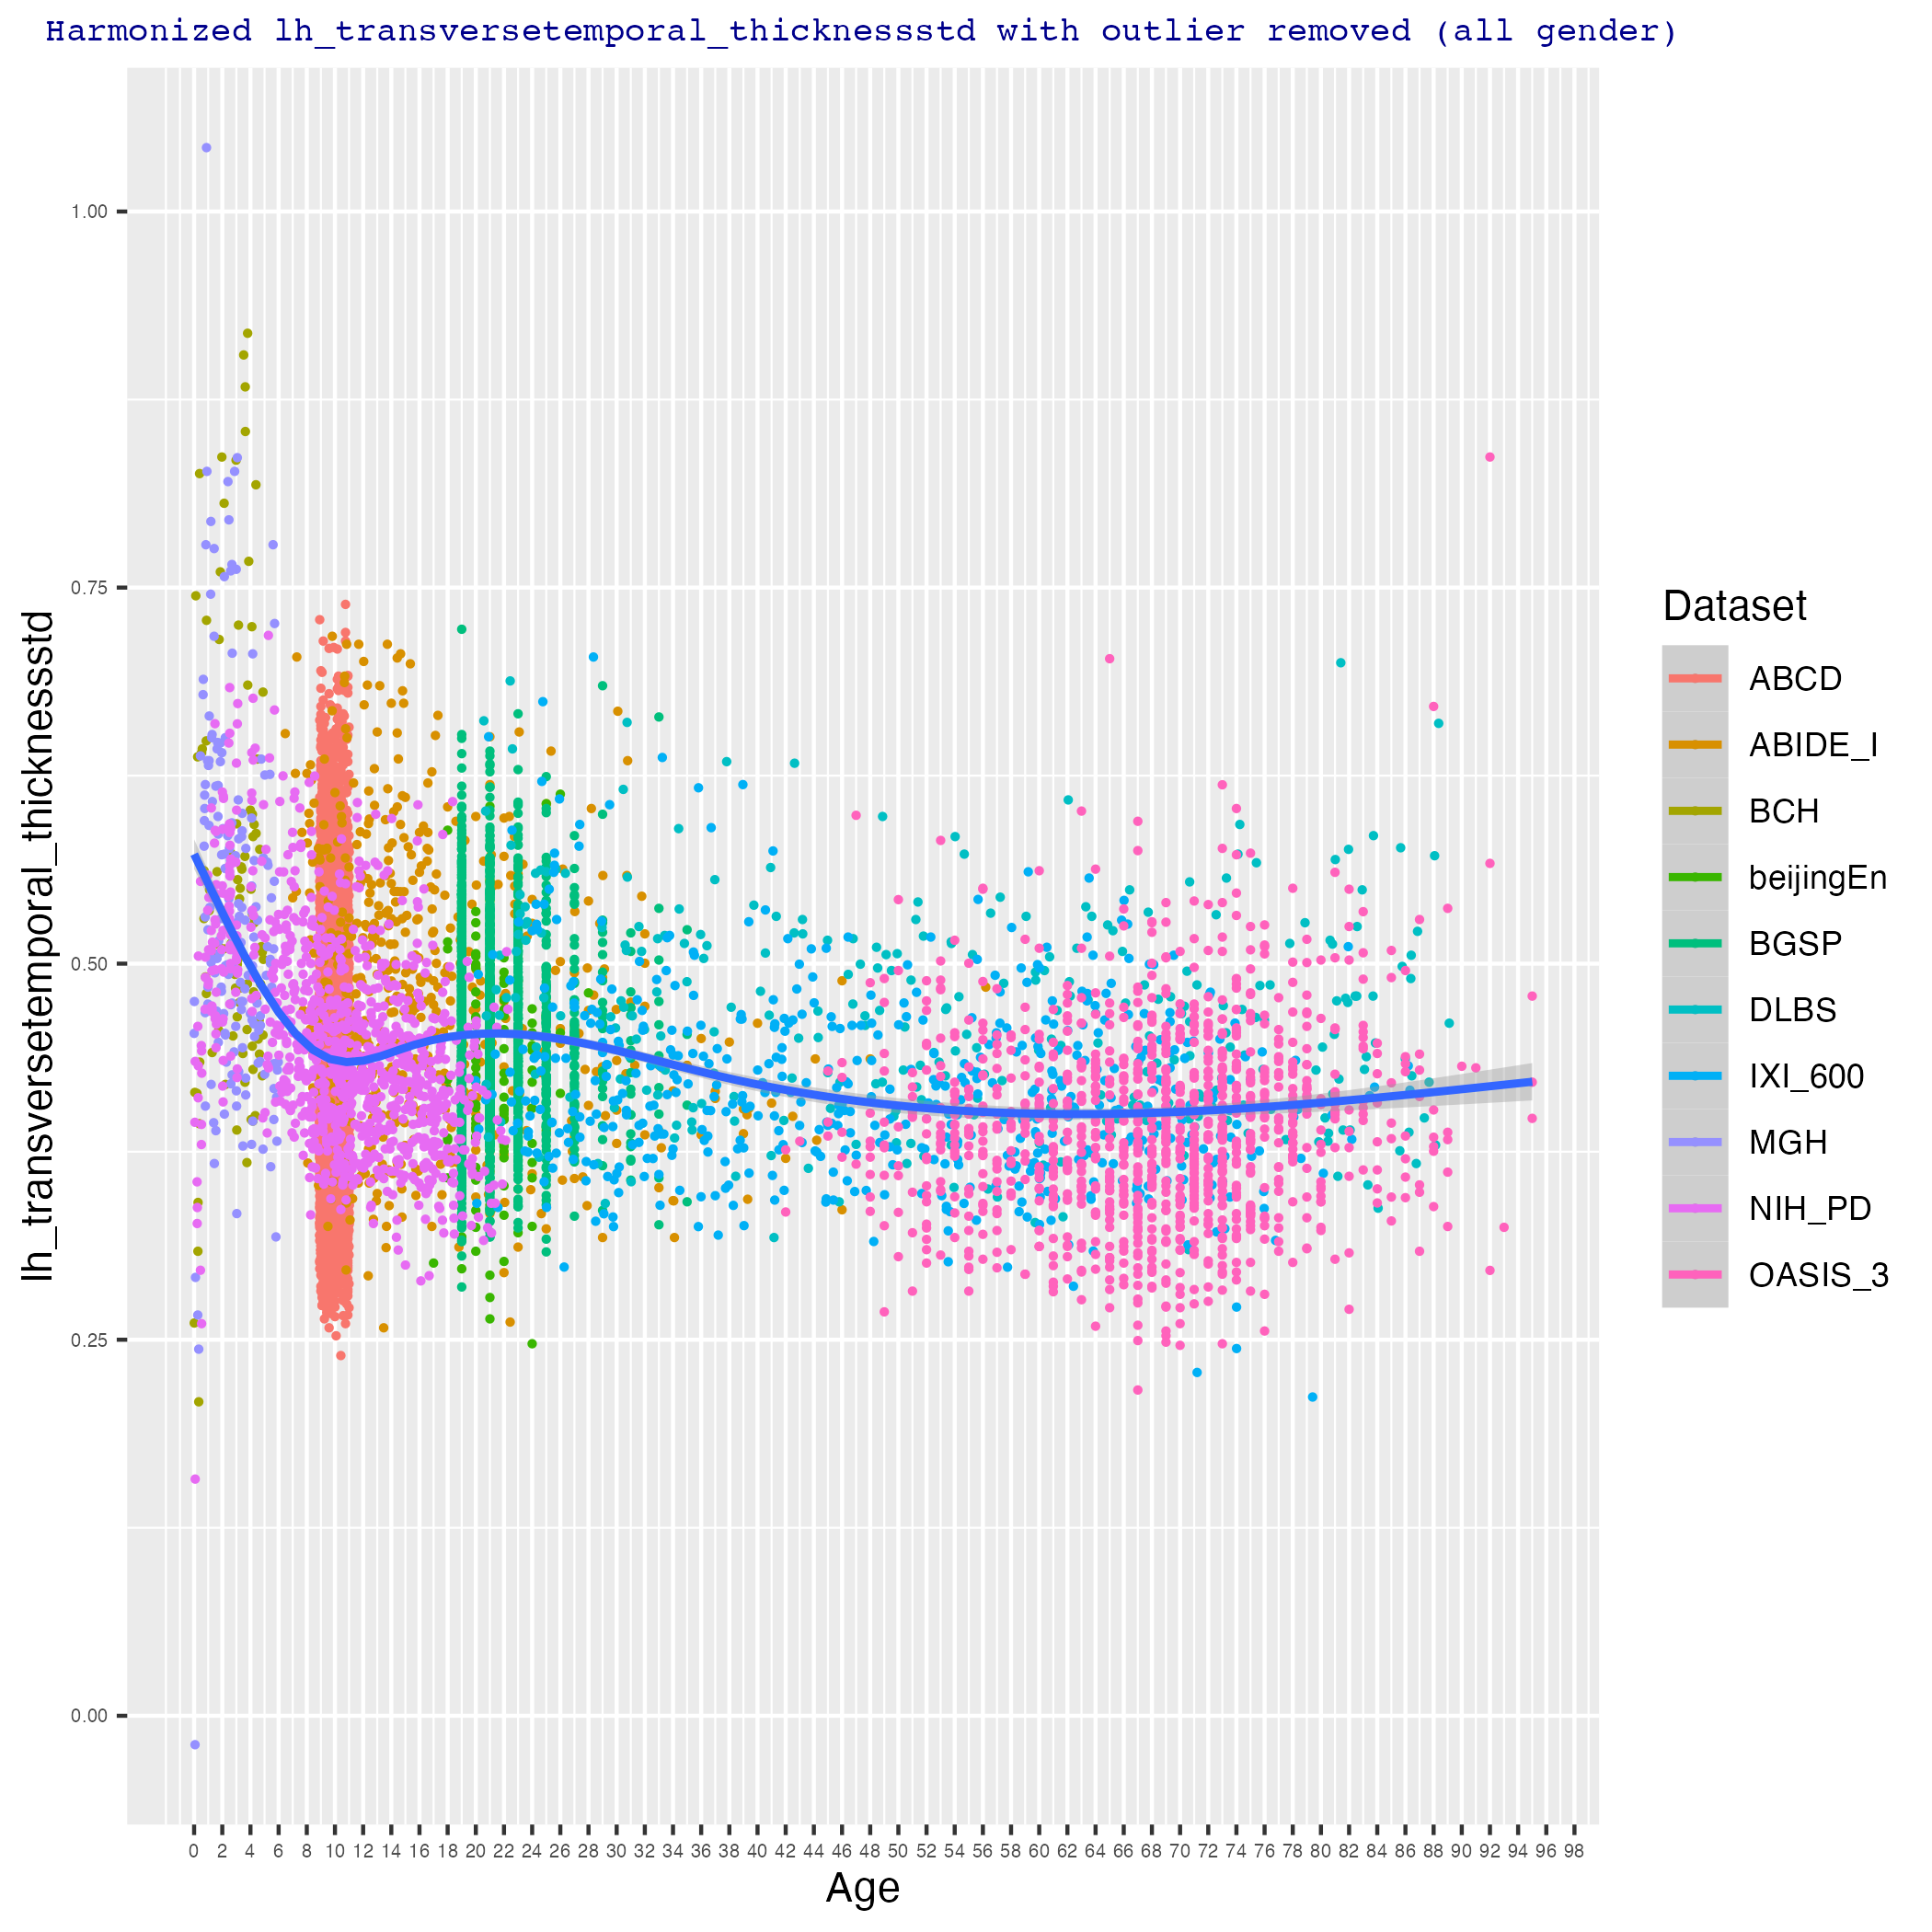 Harmonized lh_transversetemporal_thicknessstd with outlier removed (all gender)
lh_transversetemporal_thicknessstd
1.00
0.75
0.50
0.25
0.00
0 2 4 6 8 10 12 14 16 18 20 22 24 26 28 30 32 34 36 38 40 42 44 46 48 50 52 54 56 58 60 62 64 66 68 70 72 74 76 78 80 82 84 86 88 90 92 94 96 98
Age
Dataset
ABCD
ABIDE_I
BCH
beijingEn
BGSP
DLBS
IXI_600
MGH
NIH_PD
OASIS_3